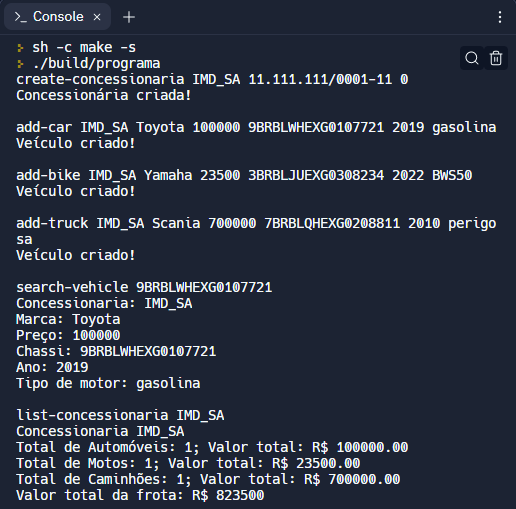 Console
sh -c make -s
./build/programa
create-concessionaria IMD_SA 11.111.111/0001-11 0
Concessionária criada!
add-car IMD_SA Toyota 100000 9BRBLWHEXG0107721 2019 gasolina
Veículo criado!
add-bike IMD_SA Yamaha 23500 3BRBLJUEXG0308234 2022 BWS50
Veículo criado!
add-truck IMD_SA Scania 700000 7BRBLQHEXG0208811 2010 perigo
sa
Veículo criado!
search-vehicle 9BRBLWHEXG0107721
Concessionaria: IMD_SA
Marca: Toyota
Preço: 100000
Chassi: 9BRBLWHEXG0107721
Ano: 2019
Tipo de motor: gasolina
list-concessionaria IMD_SA
Concessionaria IMD_SA
Total de Automóveis: 1; Valor total: R$ 100000.00
Total de Motos: 1; Valor total: R$ 23500.00
Total de Caminhões: 1; Valor total: R$ 700000.00
Valor total da frota: R$ 823500